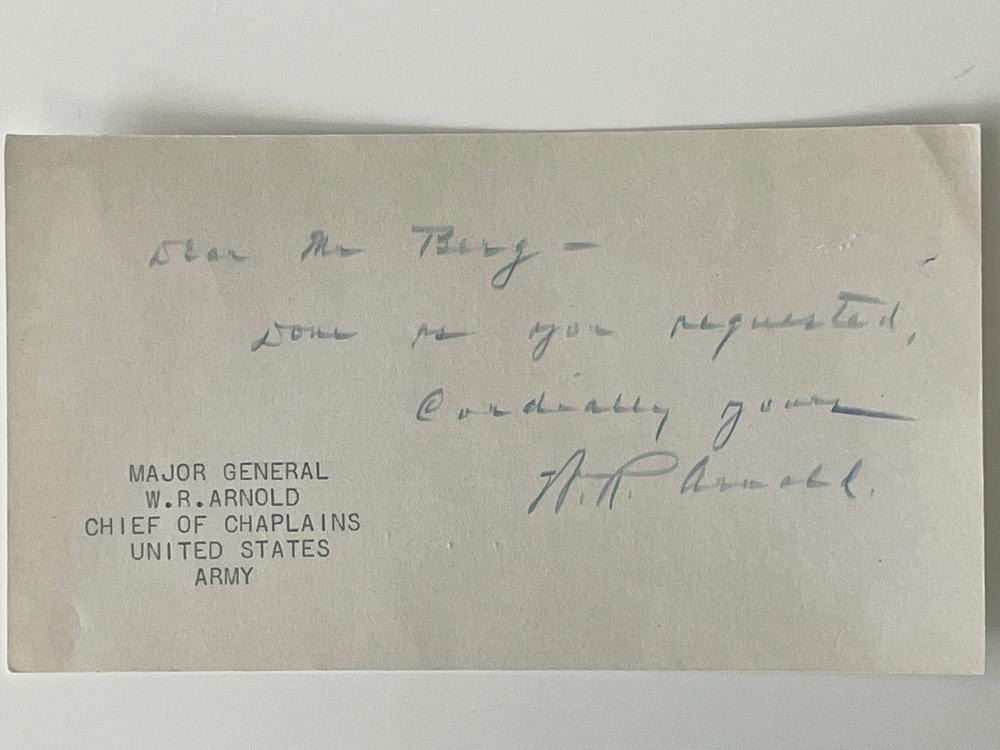 Dear Mr Berg –
Done as you requested,
Cordially yours
W.R. Arnold.
MAJOR GENERAL
W.R.ARNOLD
CHIEF OF CHAPLAINS
UNITED STATES
ARMY